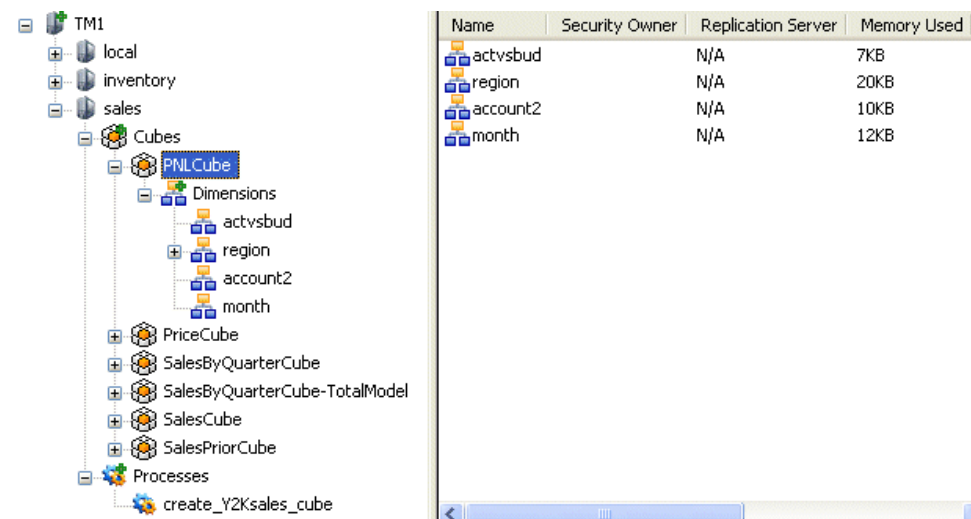 TM1
local
inventory
sales
Cubes
PNLCube
Dimensions
actvsbud
region
account2
month
PriceCube
SalesByQuarterCube
SalesByQuarterCube-TotalModel
SalesCube
SalesPriorCube
Processes
create_Y2Ksales_cube
Name Security Owner Replication Server Memory Used
actvsbud N/A 7KB
region N/A 20KB
account2 N/A 10KB
month N/A 12KB